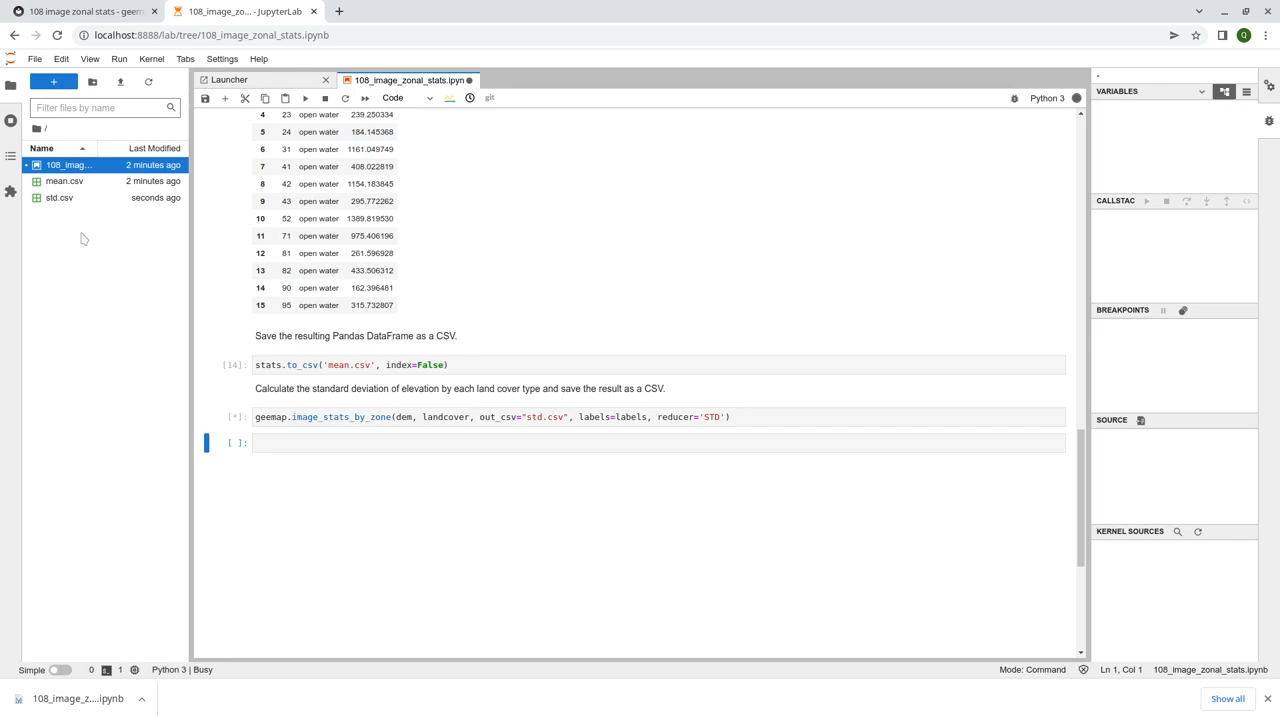 108 image zonal stats - geem
108_image_zo... - JupyterLab
localhost:8888/lab/tree/108_image_zonal_stats.ipynb
Q
File Edit View Run Kernel Tabs Settings Help
Filter files by name
/
Name Last Modified
108_imag... 2 minutes ago
mean.csv 2 minutes ago
std.csv seconds ago
Launcher
108_image_zonal_stats.ipyn
Code
git
Python 3
4 23 open water 239.250334
5 24 open water 184.145368
6 31 open water 1161.049749
7 41 open water 408.022819
8 42 open water 1154.183845
9 43 open water 295.772262
10 52 open water 1389.819530
11 71 open water 975.406196
12 81 open water 261.596928
13 82 open water 433.506312
14 90 open water 162.396481
15 95 open water 315.732807
Save the resulting Pandas DataFrame as a CSV.
[14]: stats.to_csv('mean.csv', index=False)
Calculate the standard deviation of elevation by each land cover type and save the result as a CSV.
[*]: geemap.image_stats_by_zone(dem, landcover, out_csv="std.csv", labels=labels, reducer='STD')
[ ]:
-
VARIABLES
CALLSTAC
BREAKPOINTS
SOURCE
KERNEL SOURCES
Simple 0 1 Python 3 | Busy
Mode: Command Ln 1, Col 1 108_image_zonal_stats.ipynb
108_image_z....ipynb
Show all